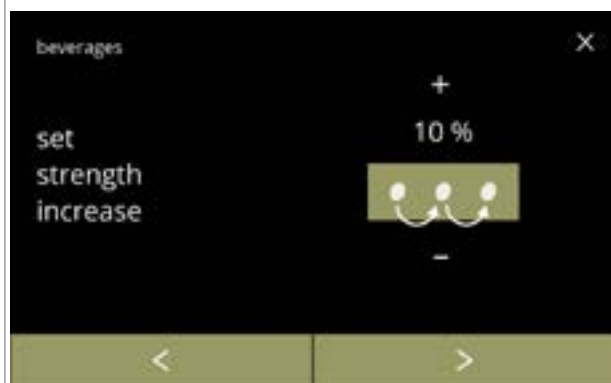 beverages
×
+
10 %
set
strength
increase
−
<
>